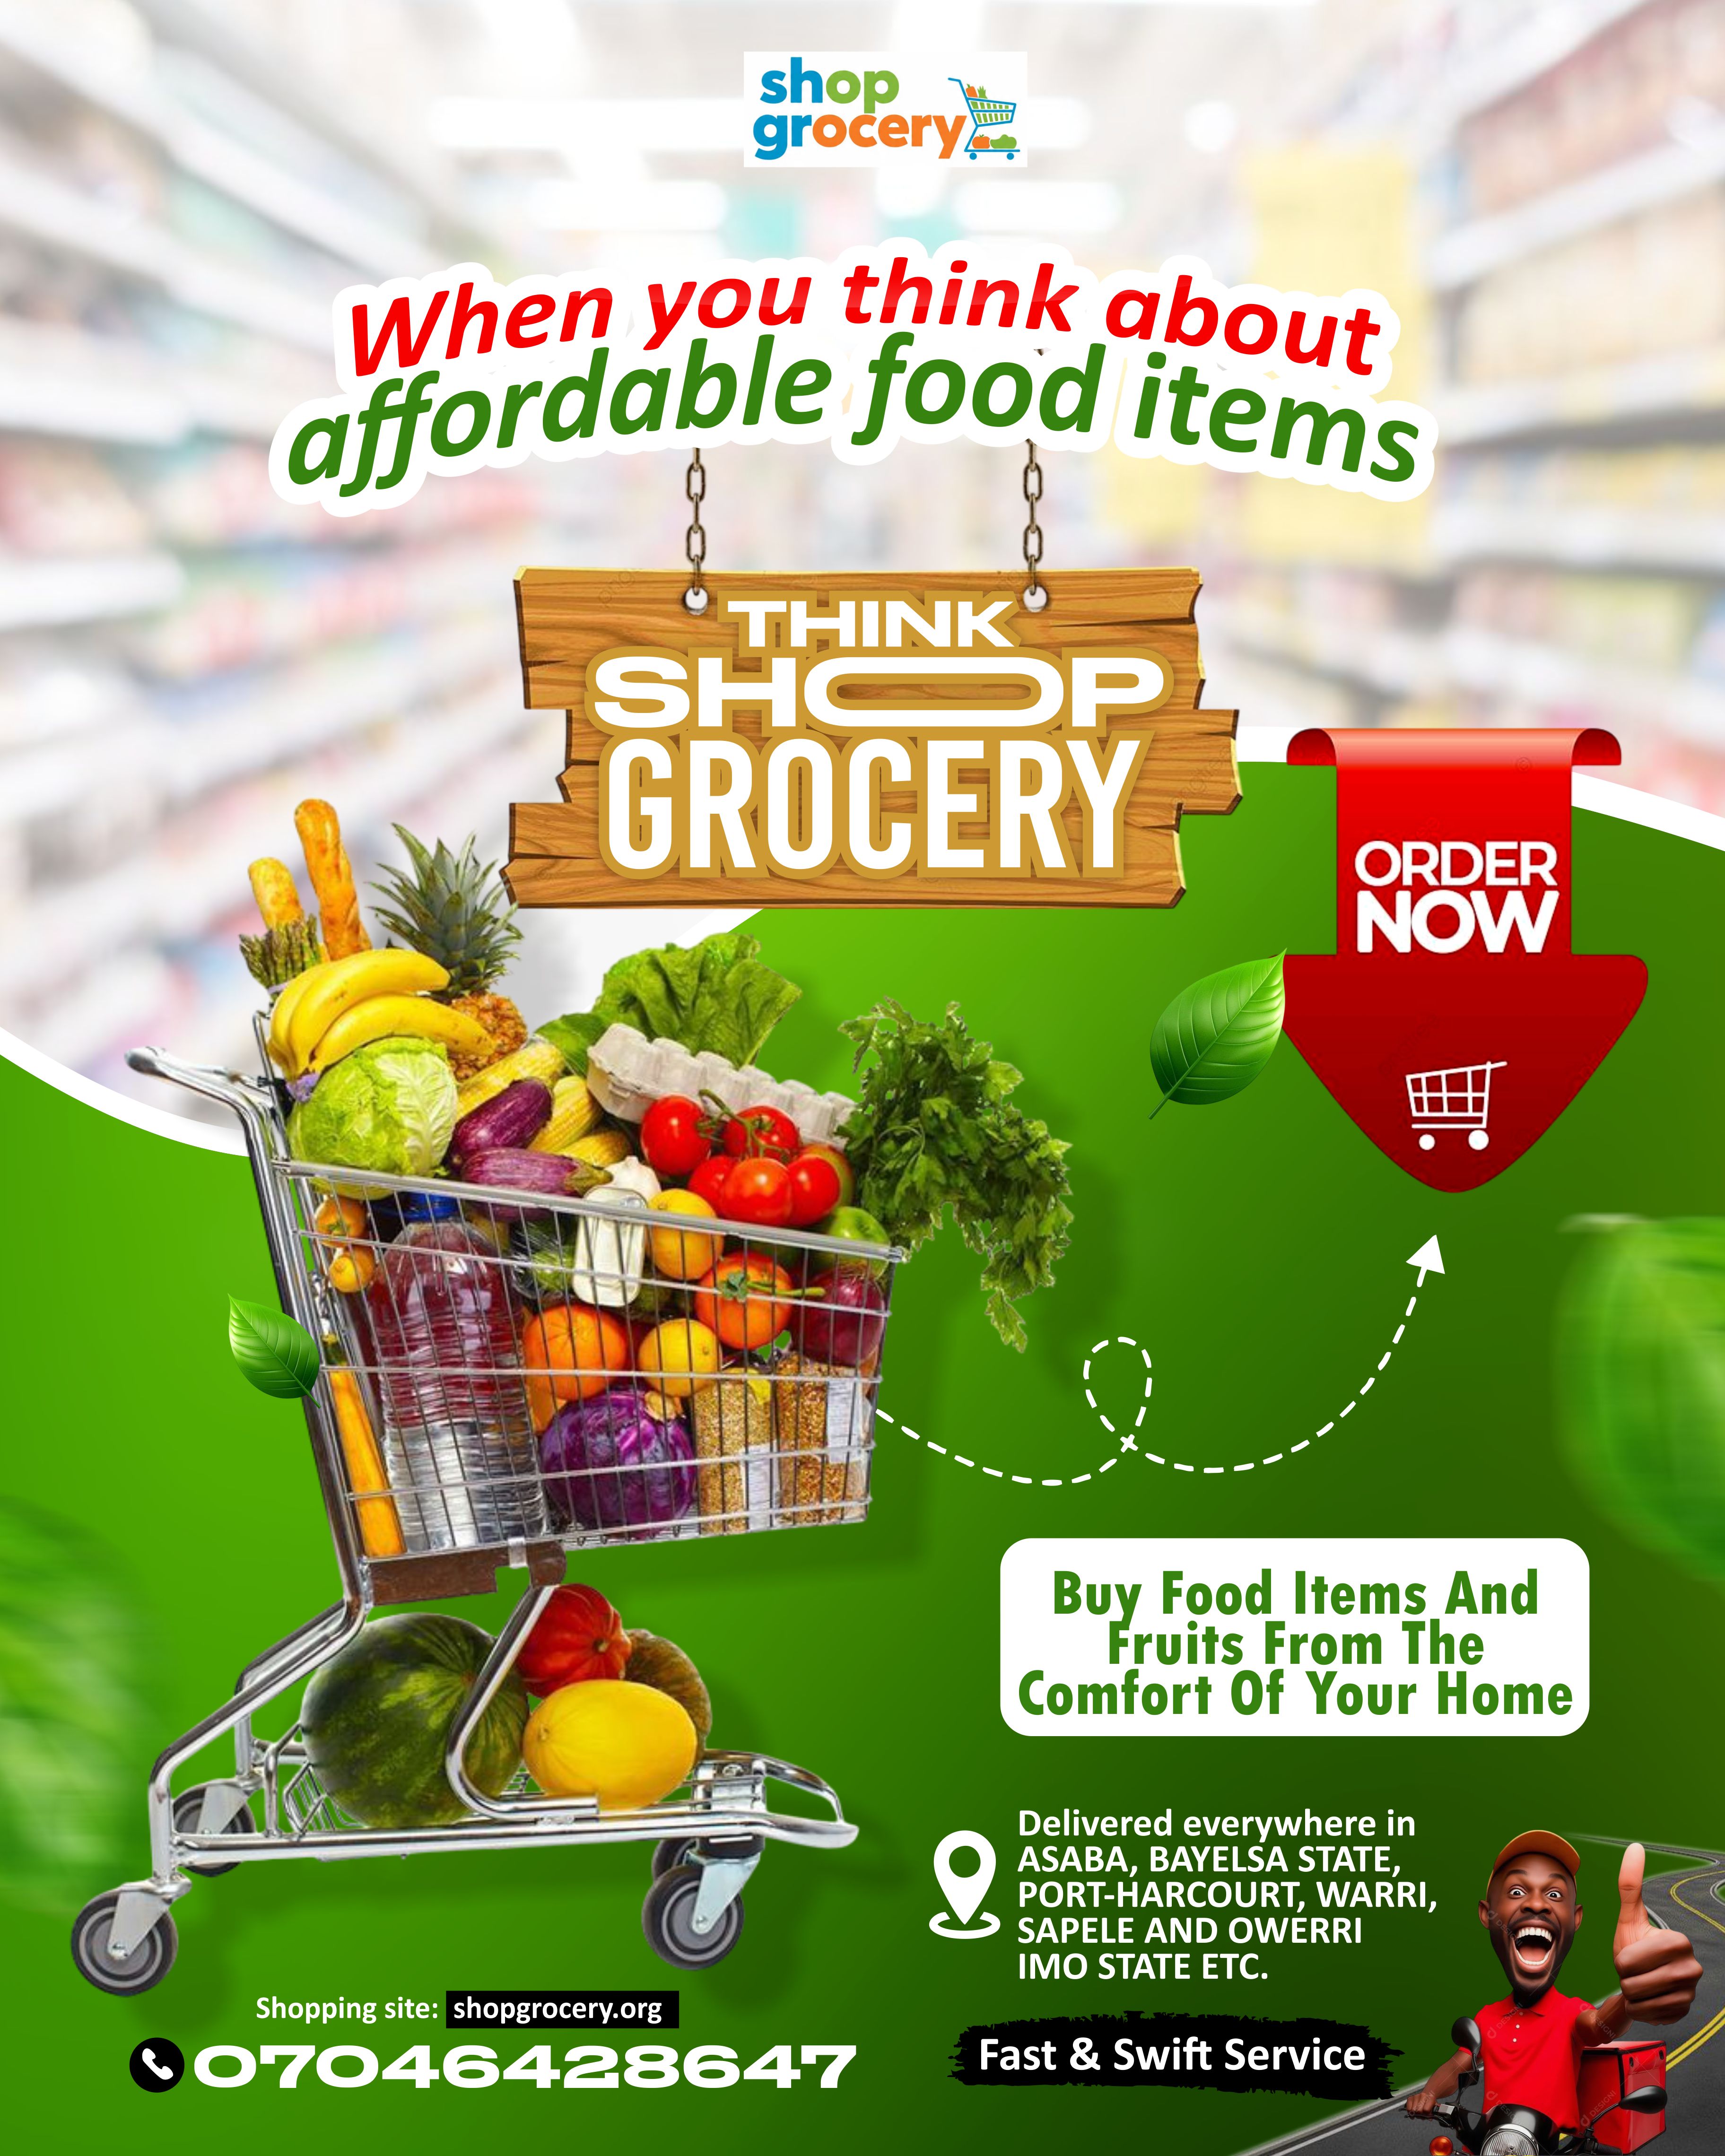 shop
grocery
When you think about
affordable food items
THINK
SHOP
GROCERY
ORDER
NOW
Buy Food Items And
Fruits From The
Comfort Of Your Home
Delivered everywhere in
ASABA, BAYELSA STATE,
PORT-HARCOURT, WARRI,
SAPELE AND OWERRI
IMO STATE ETC.
Shopping site: shopgrocery.org
07046428647
Fast & Swift Service